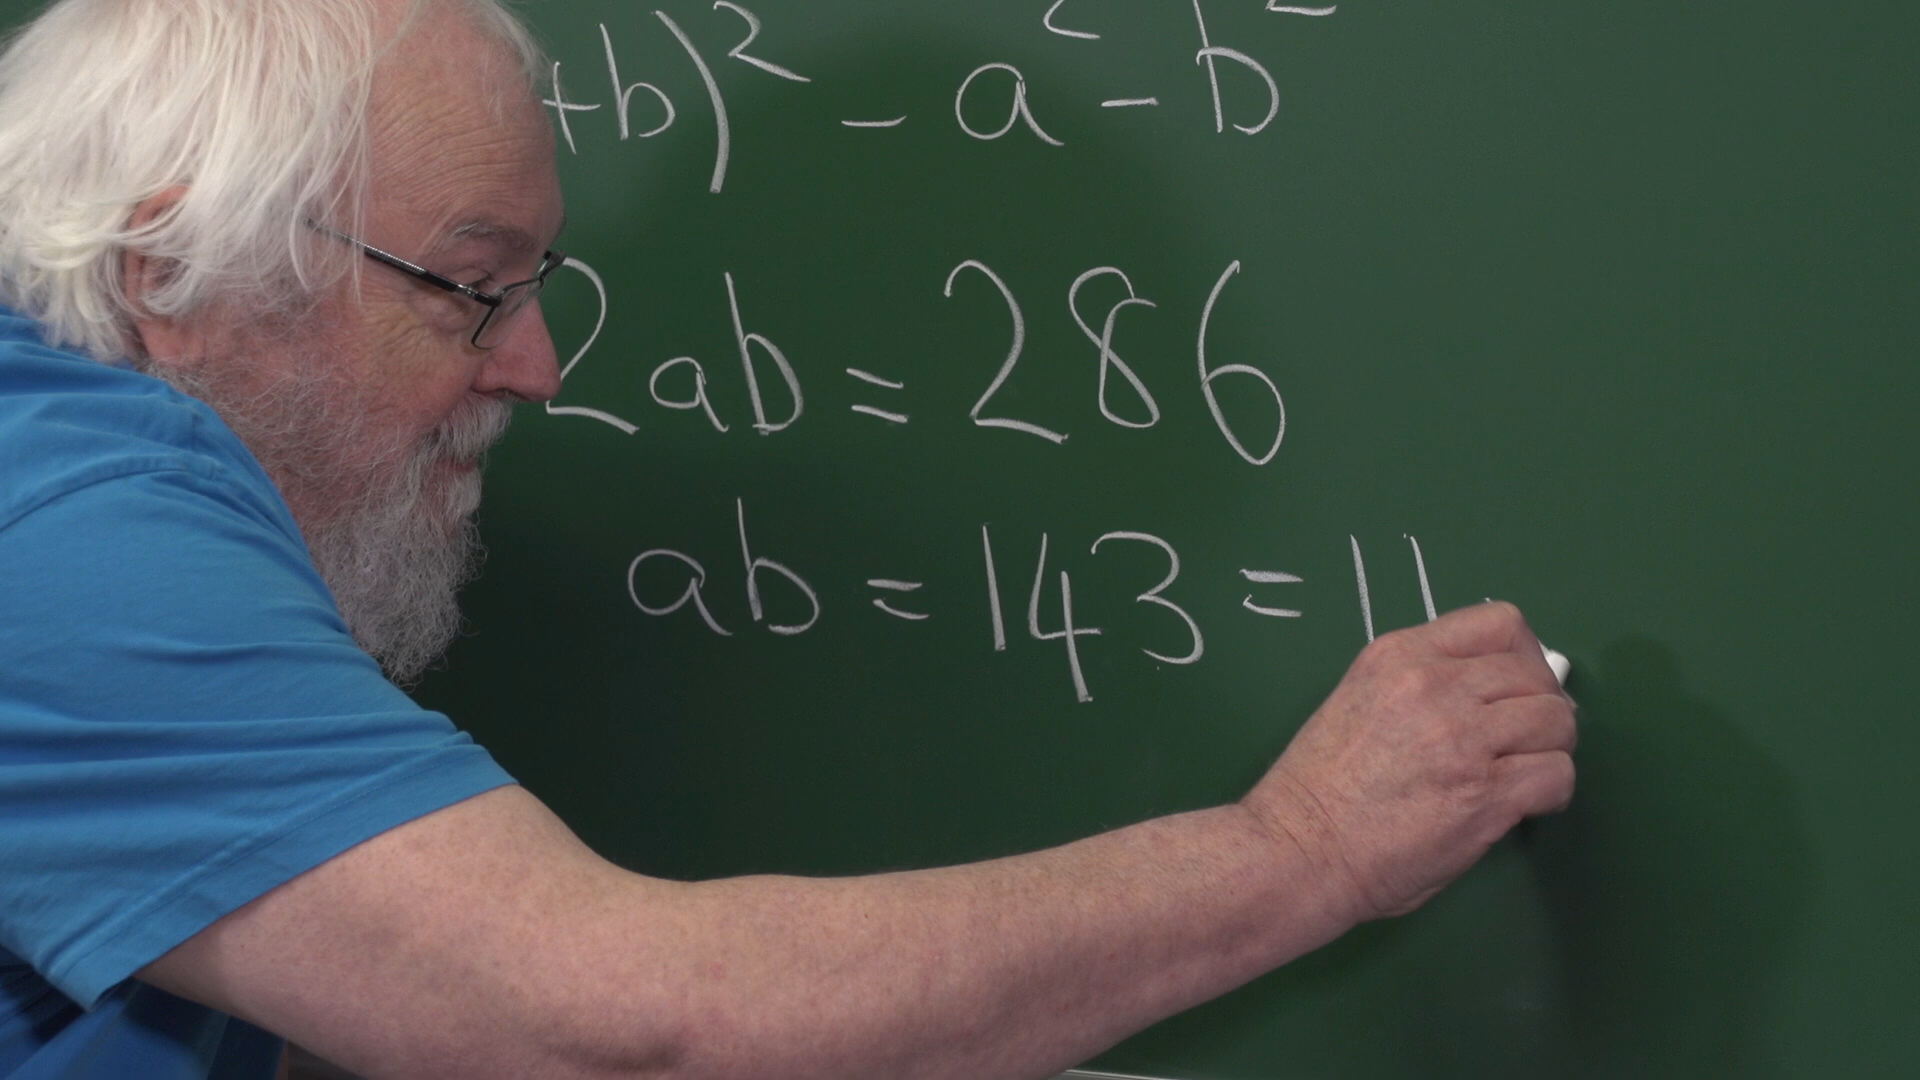 +b)² - a² - b²
2ab = 286
ab = 143 = 11